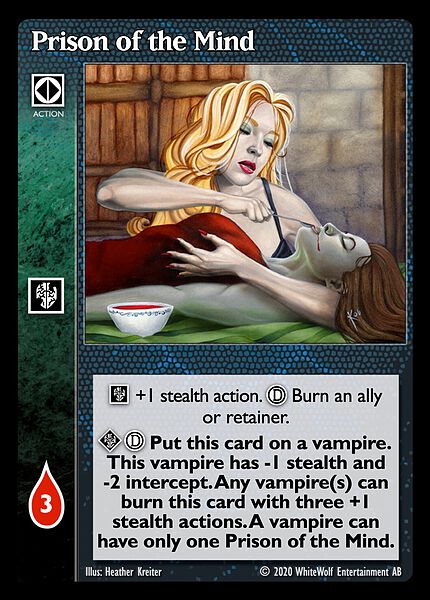 Prison of the Mind
ACTION
+1 stealth action. Ⓓ Burn an ally
or retainer.
Ⓓ Put this card on a vampire.
This vampire has -1 stealth and
-2 intercept. Any vampire(s) can
burn this card with three +1
stealth actions. A vampire can
have only one Prison of the Mind.
3
Illus: Heather Kreiter © 2020 WhiteWolf Entertainment AB